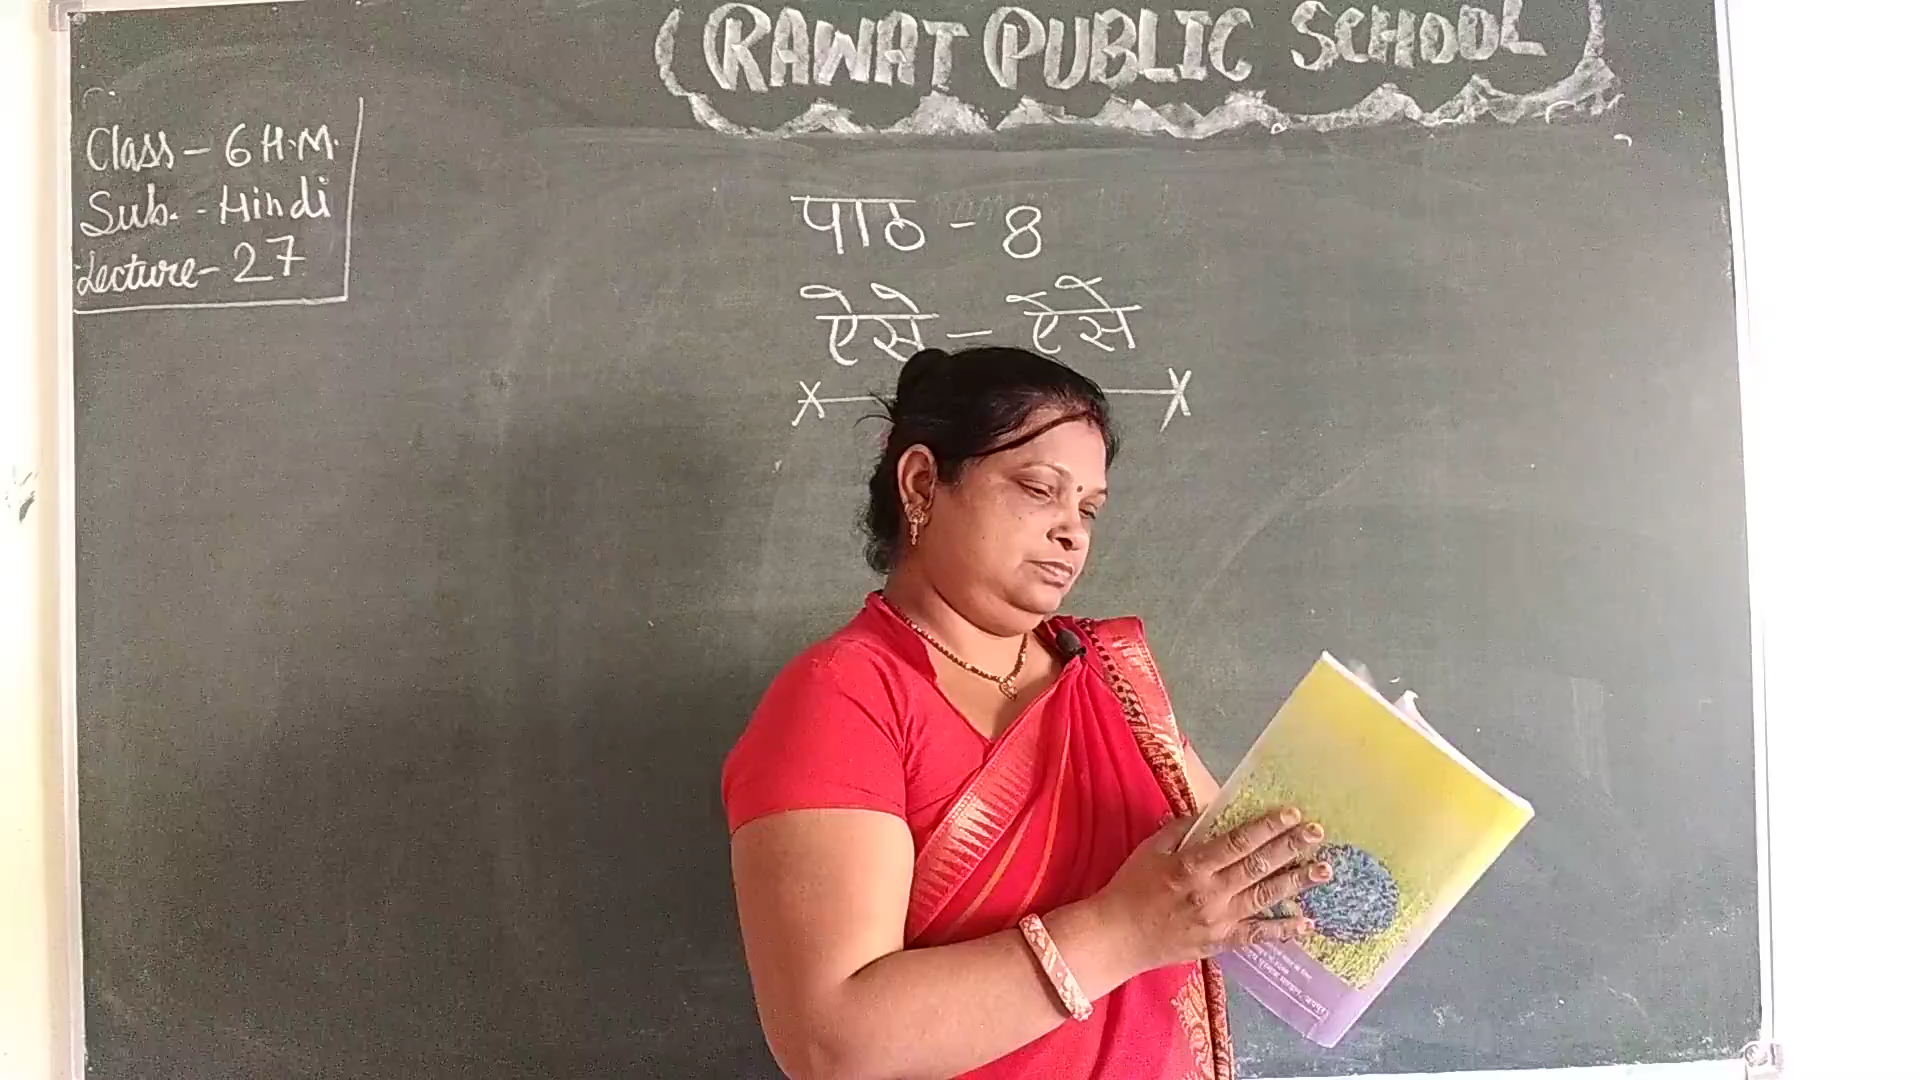 RAWAT PUBLIC SCHOOL
Class - 6 H.M.
Sub. - Hindi
Lecture - 27
पाठ - 8
ऐसे - ऐसे